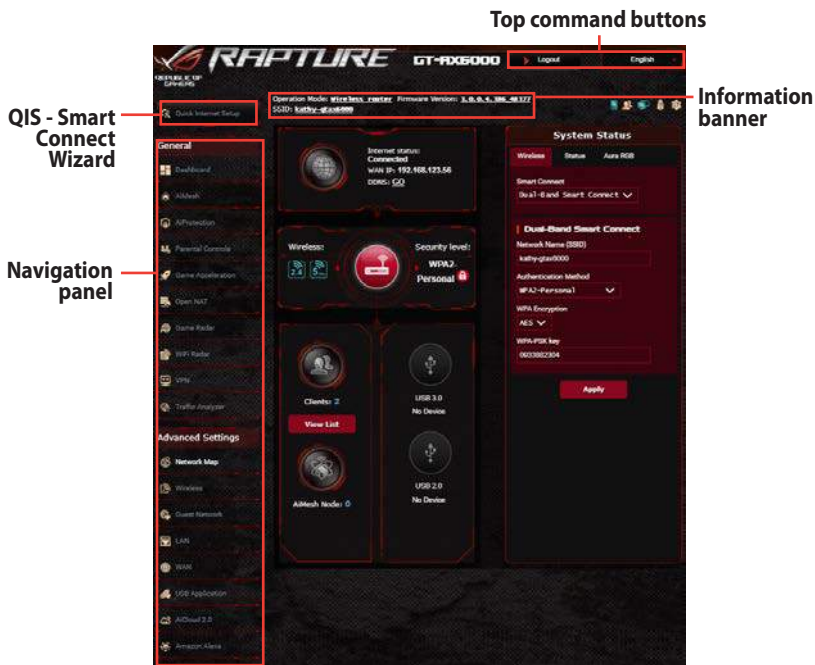 Top command buttons
RAPTURE GT-AX6000 Logout English
REPUBLIC OF
GAMERS
Information
banner
Operation Mode: Wireless router Firmware Version: 3.0.0.4.386_48377
SSID: kathy-gtax6000
QIS - Smart
Connect
Wizard
Quick Internet Setup
General
Dashboard
AiMesh
AiProtection
Parental Controls
Game Acceleration
Open NAT
Game Radar
WiFi Radar
VPN
Traffic Analyzer
Advanced Settings
Network Map
Wireless
Guest Network
LAN
WAN
USB Application
AiCloud 2.0
Amazon Alexa
Navigation
panel
Internet status:
Connected
WAN IP: 192.168.123.56
DDNS: GO
Wireless:
2.4 5
Security level:
WPA2-
Personal
Clients: 2
View List
AiMesh Node: 0
USB 3.0
No Device
USB 2.0
No Device
System Status
Wireless Status Aura RGB
Smart Connect
Dual-Band Smart Connect
Dual-Band Smart Connect
Network Name (SSID)
kathy-gtax6000
Authentication Method
WPA2-Personal
WPA Encryption
AES
WPA-PSK key
0933882304
Apply